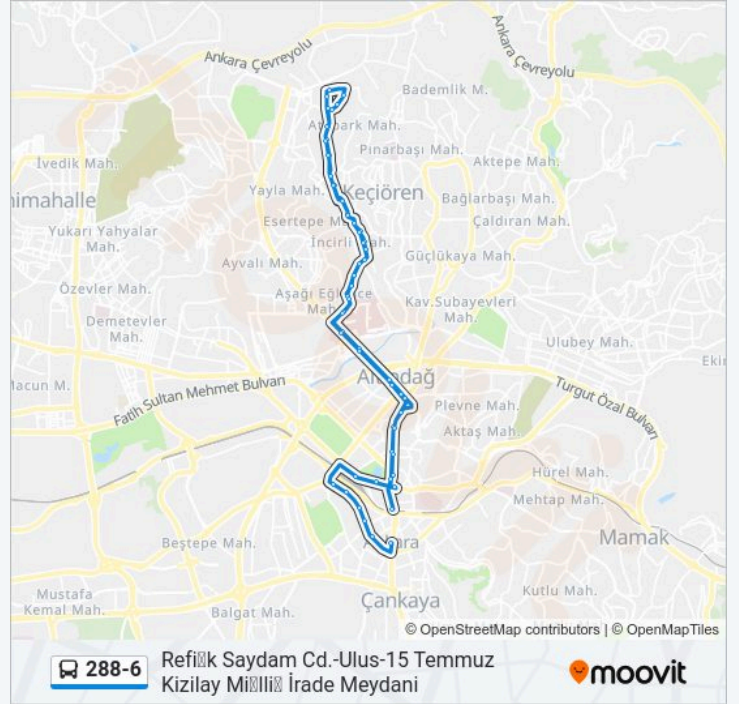 Ankara Çevreyolu
Ankara Çevreyolu
Bademlik M.
Atapark Mah.
Pınarbaşı Mah.
İvedik Mah.
Aktepe Mah.
Yayla Mah.
Keçiören
nimahalle
Bağlarbaşı Mah.
Yukarı Yahyalar
Mah.
Esertepe M
Çaldıran Mah.
İncirli Mah.
Ayvalı Mah.
Güçlükaya Mah.
Özevler Mah.
Aşağı Eğlence
Mah.
Kav.Subayevleri
Mah.
Demetevler
Mah.
Ulubey Mah.
Macun M.
Altındağ
Fatih Sultan Mehmet Bulvarı
Turgut Özal Bulvarı
Plevne Mah.
Aktaş Mah.
Hürel Mah.
Mehtap Mah.
Beştepe Mah.
Ankara
Mamak
Mustafa
Kemal Mah.
Balgat Mah.
Çankaya
Kutlu Mah.
© OpenStreetMap contributors | © OpenMapTiles
288-6
Refi̇k Saydam Cd.-Ulus-15 Temmuz
Kizilay Mi̇lli̇ İrade Meydani
moovit